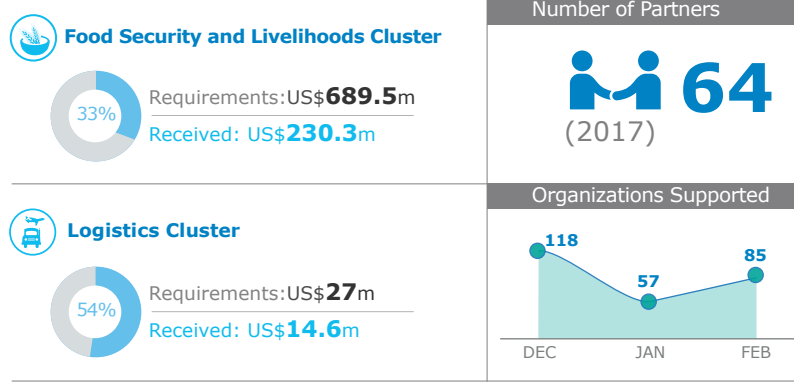 Food Security and Livelihoods Cluster
33%
Requirements:US$689.5m
Received: US$230.3m
Number of Partners
64
(2017)
Logistics Cluster
54%
Requirements:US$27m
Received: US$14.6m
Organizations Supported
118
57
85
DEC JAN FEB